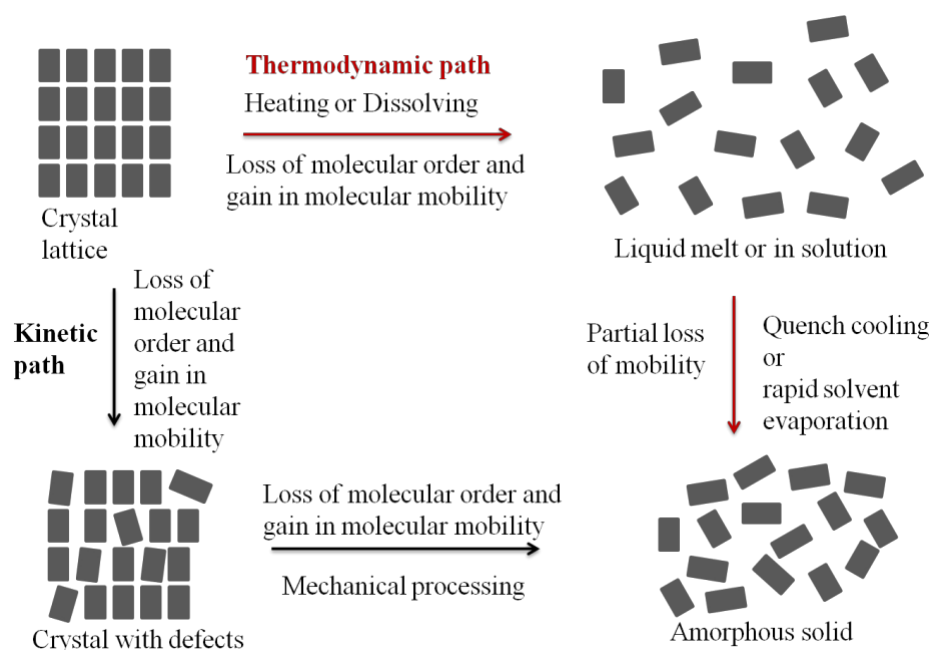 Thermodynamic path
Heating or Dissolving
Loss of molecular order and
gain in molecular mobility
Crystal
lattice
Liquid melt or in solution
Kinetic
path
Loss of
molecular
order and
gain in
molecular
mobility
Partial loss
of mobility
Quench cooling
or
rapid solvent
evaporation
Loss of molecular order and
gain in molecular mobility
Mechanical processing
Crystal with defects
Amorphous solid